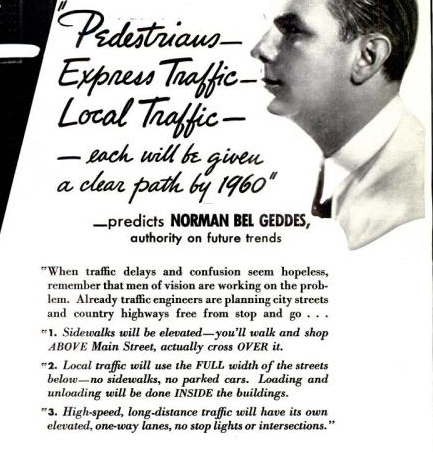 "Pedestrians—
Express Traffic—
Local Traffic—
— each will be given
a clear path by 1960"
—predicts NORMAN BEL GEDDES,
authority on future trends
"When traffic delays and confusion seem hopeless,
remember that men of vision are working on the prob-
lem. Already traffic engineers are planning city streets
and country highways free from stop and go . . .
"1. Sidewalks will be elevated—you'll walk and shop
ABOVE Main Street, actually cross OVER it.
"2. Local traffic will use the FULL width of the streets
below—no sidewalks, no parked cars. Loading and
unloading will be done INSIDE the buildings.
"3. High-speed, long-distance traffic will have its own
elevated, one-way lanes, no stop lights or intersections."